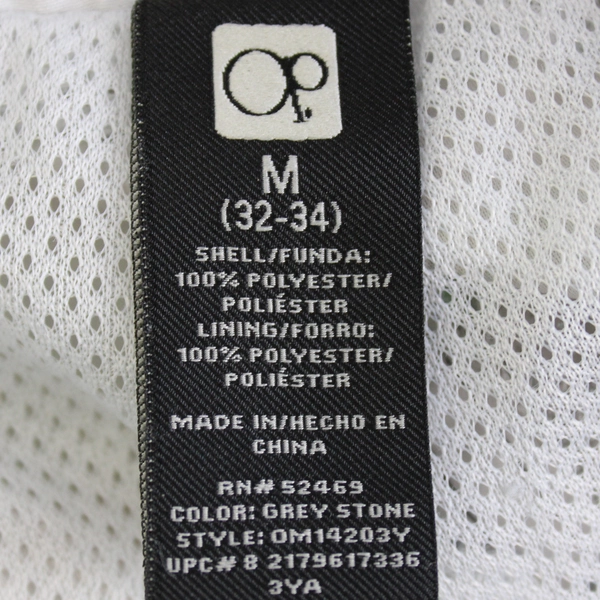 Op
M
(32-34)
SHELL/FUNDA:
100% POLYESTER/
POLIÉSTER
LINING/FORRO:
100% POLYESTER/
POLIÉSTER
MADE IN/HECHO EN
CHINA
RN# 52469
COLOR: GREY STONE
STYLE: OM14203Y
UPC# 8 2179617336
3YA